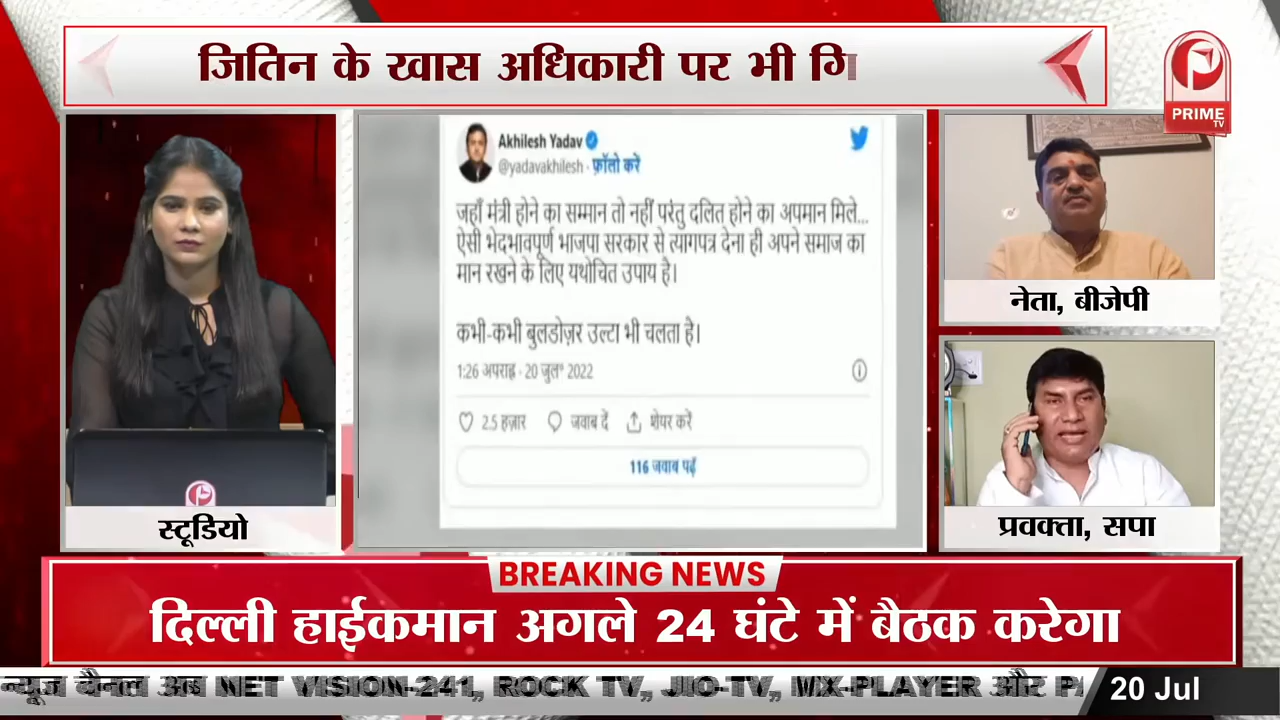 जितिन के खास अधिकारी पर भी गि
PRIME
TV
Akhilesh Yadav
@yadavakhilesh · फ़ॉलो करें
जहाँ मंत्री होने का सम्मान तो नहीं परंतु दलित होने का अपमान मिले...
ऐसी भेदभावपूर्ण भाजपा सरकार से त्यागपत्र देना ही अपने समाज का
मान रखने के लिए यथोचित उपाय है।
कभी-कभी बुलडोज़र उल्टा भी चलता है।
1:26 अपराह्न · 20 जुल॰ 2022
2.5 हज़ार जवाब दें शेयर करें
116 जवाब पढ़ें
नेता, बीजेपी
स्टूडियो
प्रवक्ता, सपा
BREAKING NEWS
दिल्ली हाईकमान अगले 24 घंटे में बैठक करेगा
न्यूज चैनल अब NET VISION-241, ROCK TV, JIO-TV, MX-PLAYER और
20 Jul